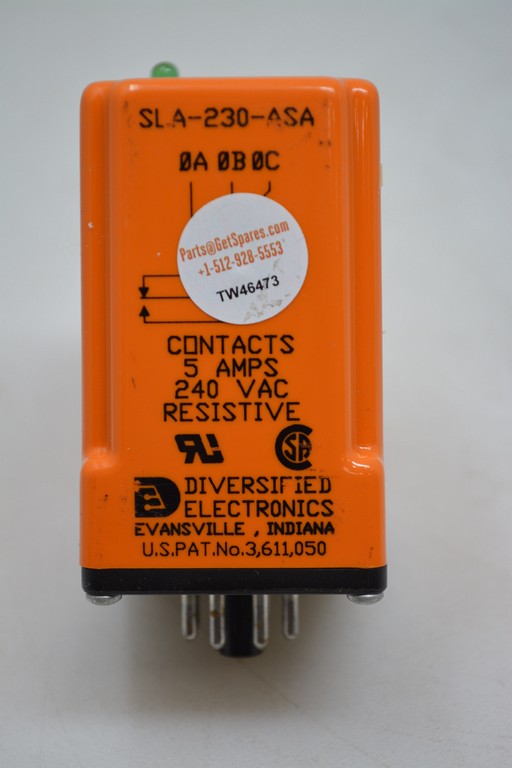 SLA-230-ASA
ØA ØB ØC
Parts@GetSpares.com
+1-512-928-5553
TW46473
CONTACTS
5 AMPS
240 VAC
RESISTIVE
DIVERSIFIED
ELECTRONICS
EVANSVILLE, INDIANA
U.S.PAT.No.3,611,050